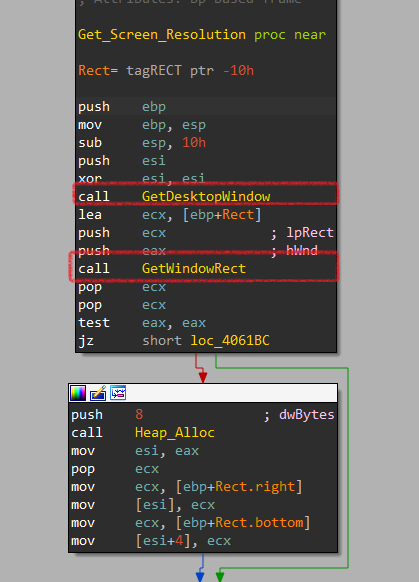 ; Attributes: bp-based frame
Get_Screen_Resolution proc near
Rect= tagRECT ptr -10h
push ebp
mov ebp, esp
sub esp, 10h
push esi
xor esi, esi
call GetDesktopWindow
lea ecx, [ebp+Rect]
push ecx ; lpRect
push eax ; hWnd
call GetWindowRect
pop ecx
pop ecx
test eax, eax
jz short loc_4061BC
push 8 ; dwBytes
call Heap_Alloc
mov esi, eax
pop ecx
mov ecx, [ebp+Rect.right]
mov [esi], ecx
mov ecx, [ebp+Rect.bottom]
mov [esi+4], ecx